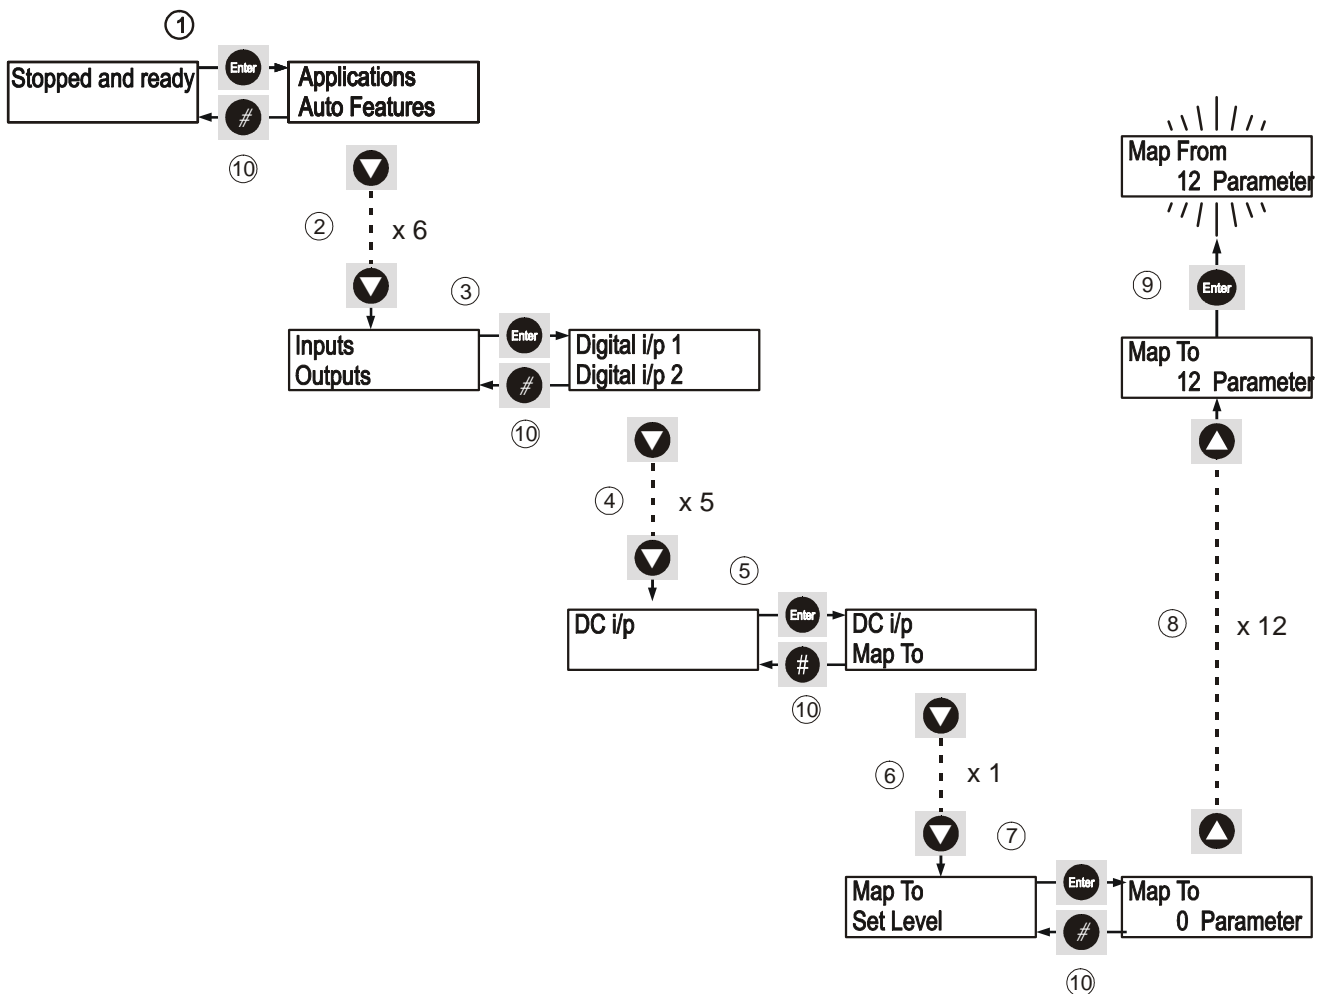 1
Stopped and ready
Enter
Applications
Auto Features
#
10
2
x 6
3
Inputs
Outputs
Enter
Digital i/p 1
Digital i/p 2
#
10
4
x 5
5
DC i/p
Enter
DC i/p
Map To
#
10
6
x 1
7
Map To
Set Level
Enter
Map To
0 Parameter
#
10
8
x 12
Map To
12 Parameter
9
Enter
Map From
12 Parameter